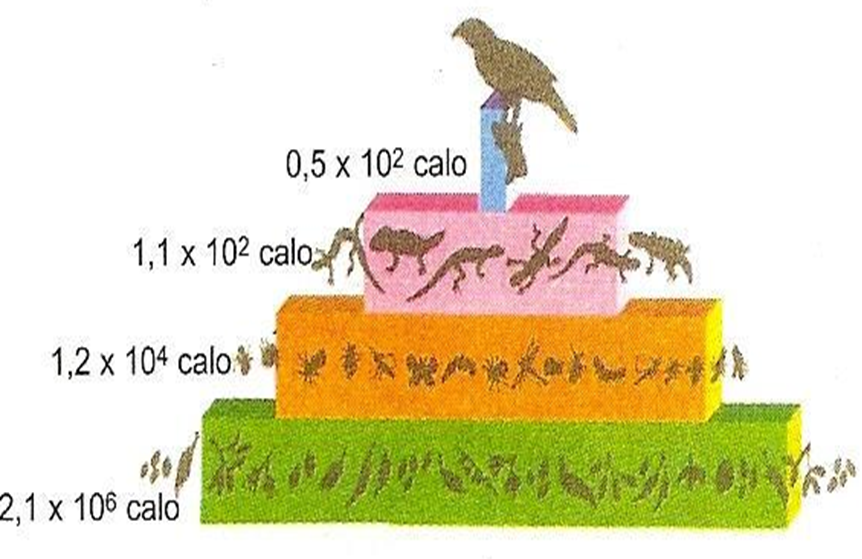 0,5 x 10² calo
1,1 x 10² calo
1,2 x 10⁴ calo
2,1 x 10⁶ calo